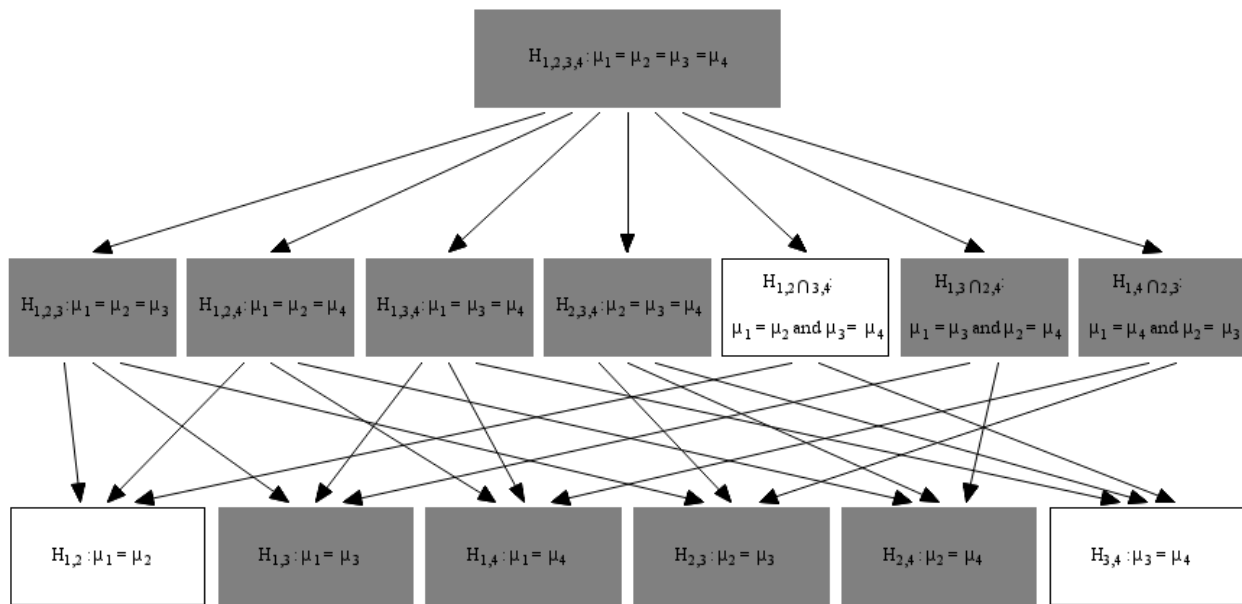 H1,2,3,4 : μ1 = μ2 = μ3 = μ4
H1,2,3 : μ1 = μ2 = μ3
H1,2,4 : μ1 = μ2 = μ4
H1,3,4 : μ1 = μ3 = μ4
H2,3,4 : μ2 = μ3 = μ4
H1,2∩3,4:
μ1 = μ2 and μ3 = μ4
H1,3∩2,4:
μ1 = μ3 and μ2 = μ4
H1,4∩2,3:
μ1 = μ4 and μ2 = μ3
H1,2 : μ1 = μ2
H1,3 : μ1 = μ3
H1,4 : μ1 = μ4
H2,3 : μ2 = μ3
H2,4 : μ2 = μ4
H3,4 : μ3 = μ4